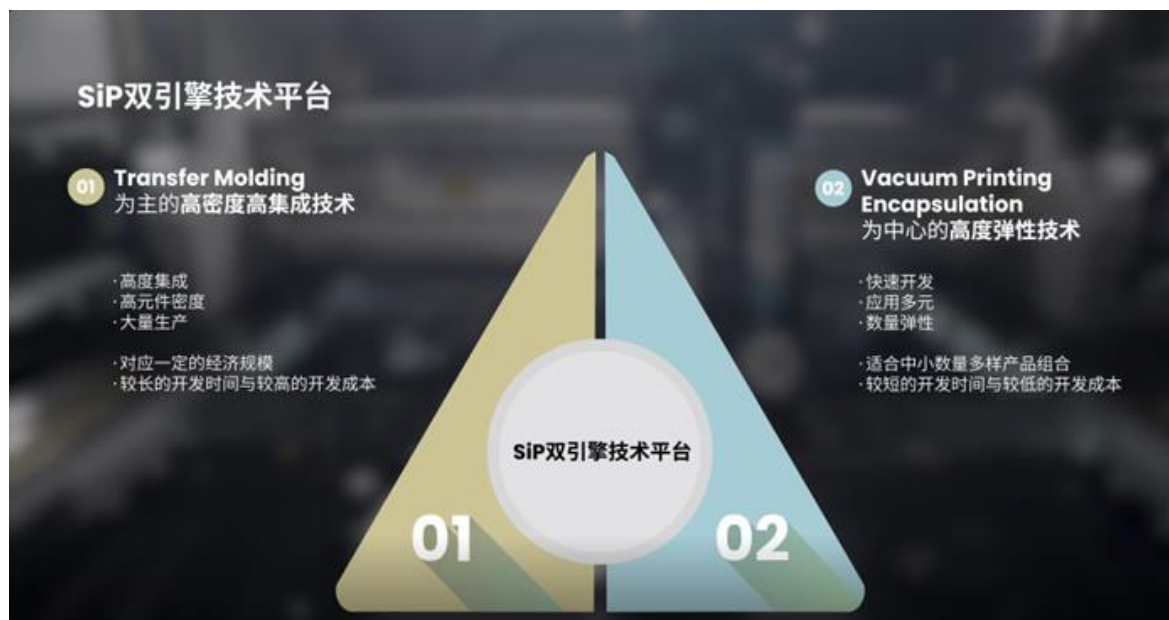 SiP双引擎技术平台
01
Transfer Molding
为主的高密度高集成技术
·高度集成
·高元件密度
·大量生产
·对应一定的经济规模
·较长的开发时间与较高的开发成本
02
Vacuum Printing
Encapsulation
为中心的高度弹性技术
·快速开发
·应用多元
·数量弹性
·适合中小数量多样产品组合
·较短的开发时间与较低的开发成本
SiP双引擎技术平台
01
02